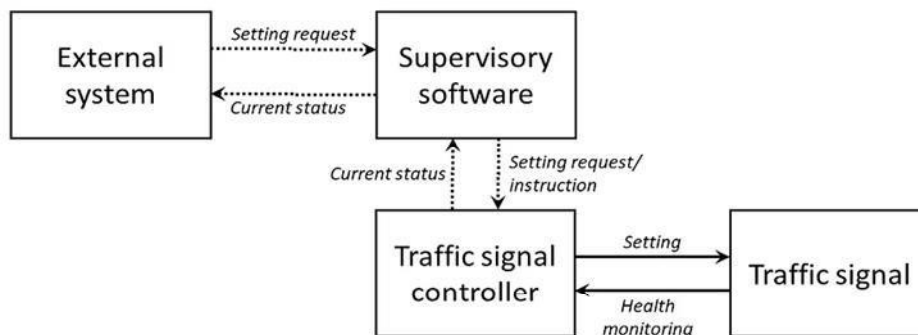 Setting request
External
system
Supervisory
software
Current status
Current status
Setting request/
instruction
Traffic signal
controller
Setting
Traffic signal
Health
monitoring